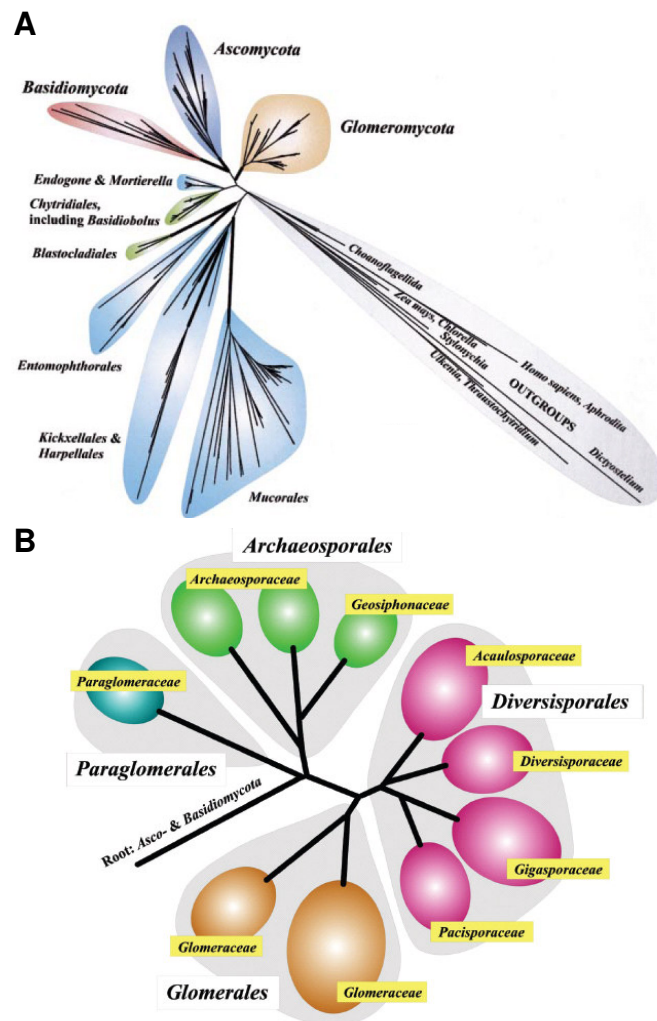 A
Ascomycota
Basidiomycota
Glomeromycota
Endogone & Mortierella
Chytridiales,
including Basidiobolus
Blastocladiales
Entomophthorales
Kickxellales &
Harpellales
Mucorales
Choanoflagellida
Zea mays, Chlorella
Stylonychia
Ulkenia, Thraustochytridium
Homo sapiens, Aphrodita
OUTGROUPS
Dictyostelium
B
Archaeosporales
Archaeosporaceae
Geosiphonaceae
Paraglomeraceae
Acaulosporaceae
Diversisporales
Diversisporaceae
Paraglomerales
Root: Asco- & Basidiomycota
Gigasporaceae
Pacisporaceae
Glomeraceae
Glomerales
Glomeraceae